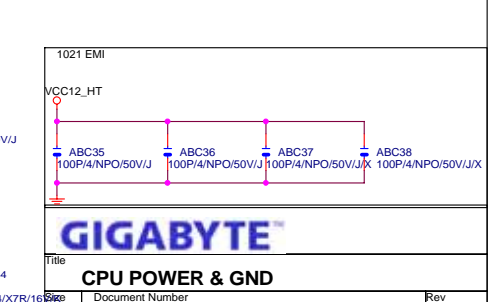 1021 EMI
VCC12_HT
V/J
ABC35
100P/4/NPO/50V/J
ABC36
100P/4/NPO/50V/J
ABC37
100P/4/NPO/50V/J/X
ABC38
100P/4/NPO/50V/J/X
GIGABYTE™
Title
CPU POWER & GND
4
Size
Document Number
Rev